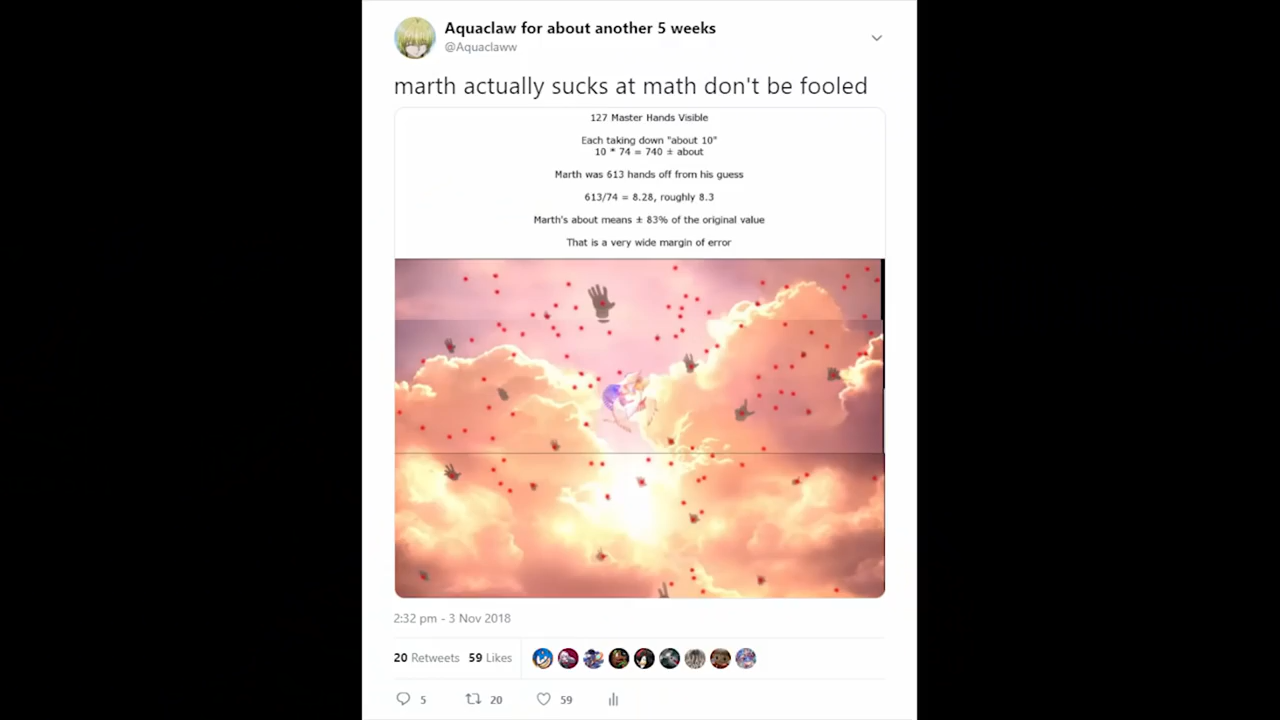 Aquaclaw for about another 5 weeks
@Aquaclaww
marth actually sucks at math don't be fooled
127 Master Hands Visible
Each taking down "about 10"
10 * 74 = 740 ± about
Marth was 613 hands off from his guess
613/74 = 8.28, roughly 8.3
Marth's about means ± 83% of the original value
That is a very wide margin of error
2:32 pm - 3 Nov 2018
20 Retweets 59 Likes
5 20 59